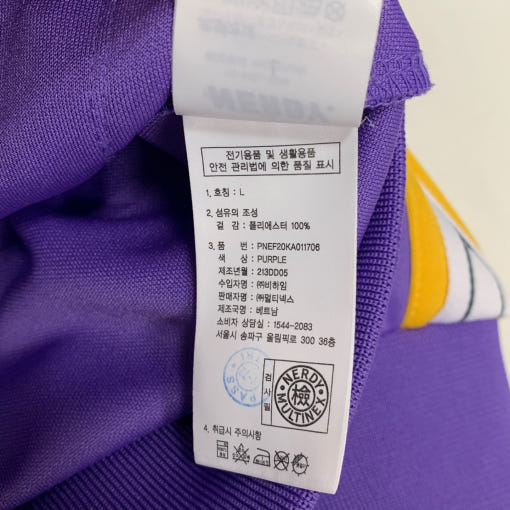 NERDY.
전기용품 및 생활용품
안전 관리법에 의한 품질 표시
1. 호칭 : L
2. 섬유의 조성
겉 감 : 폴리에스터 100%
3. 품 번 : PNEF20KA011706
색 상 : PURPLE
제조년월 : 213DD05
수입자명 : ㈜비하임
판매자명 : ㈜멀티넥스
제조국명 : 베트남
소비자 상담실 : 1544-2083
서울시 송파구 올림픽로 300 36층
PASS
검사필
NERDY
檢
MULTINEX
4. 취급시 주의사항